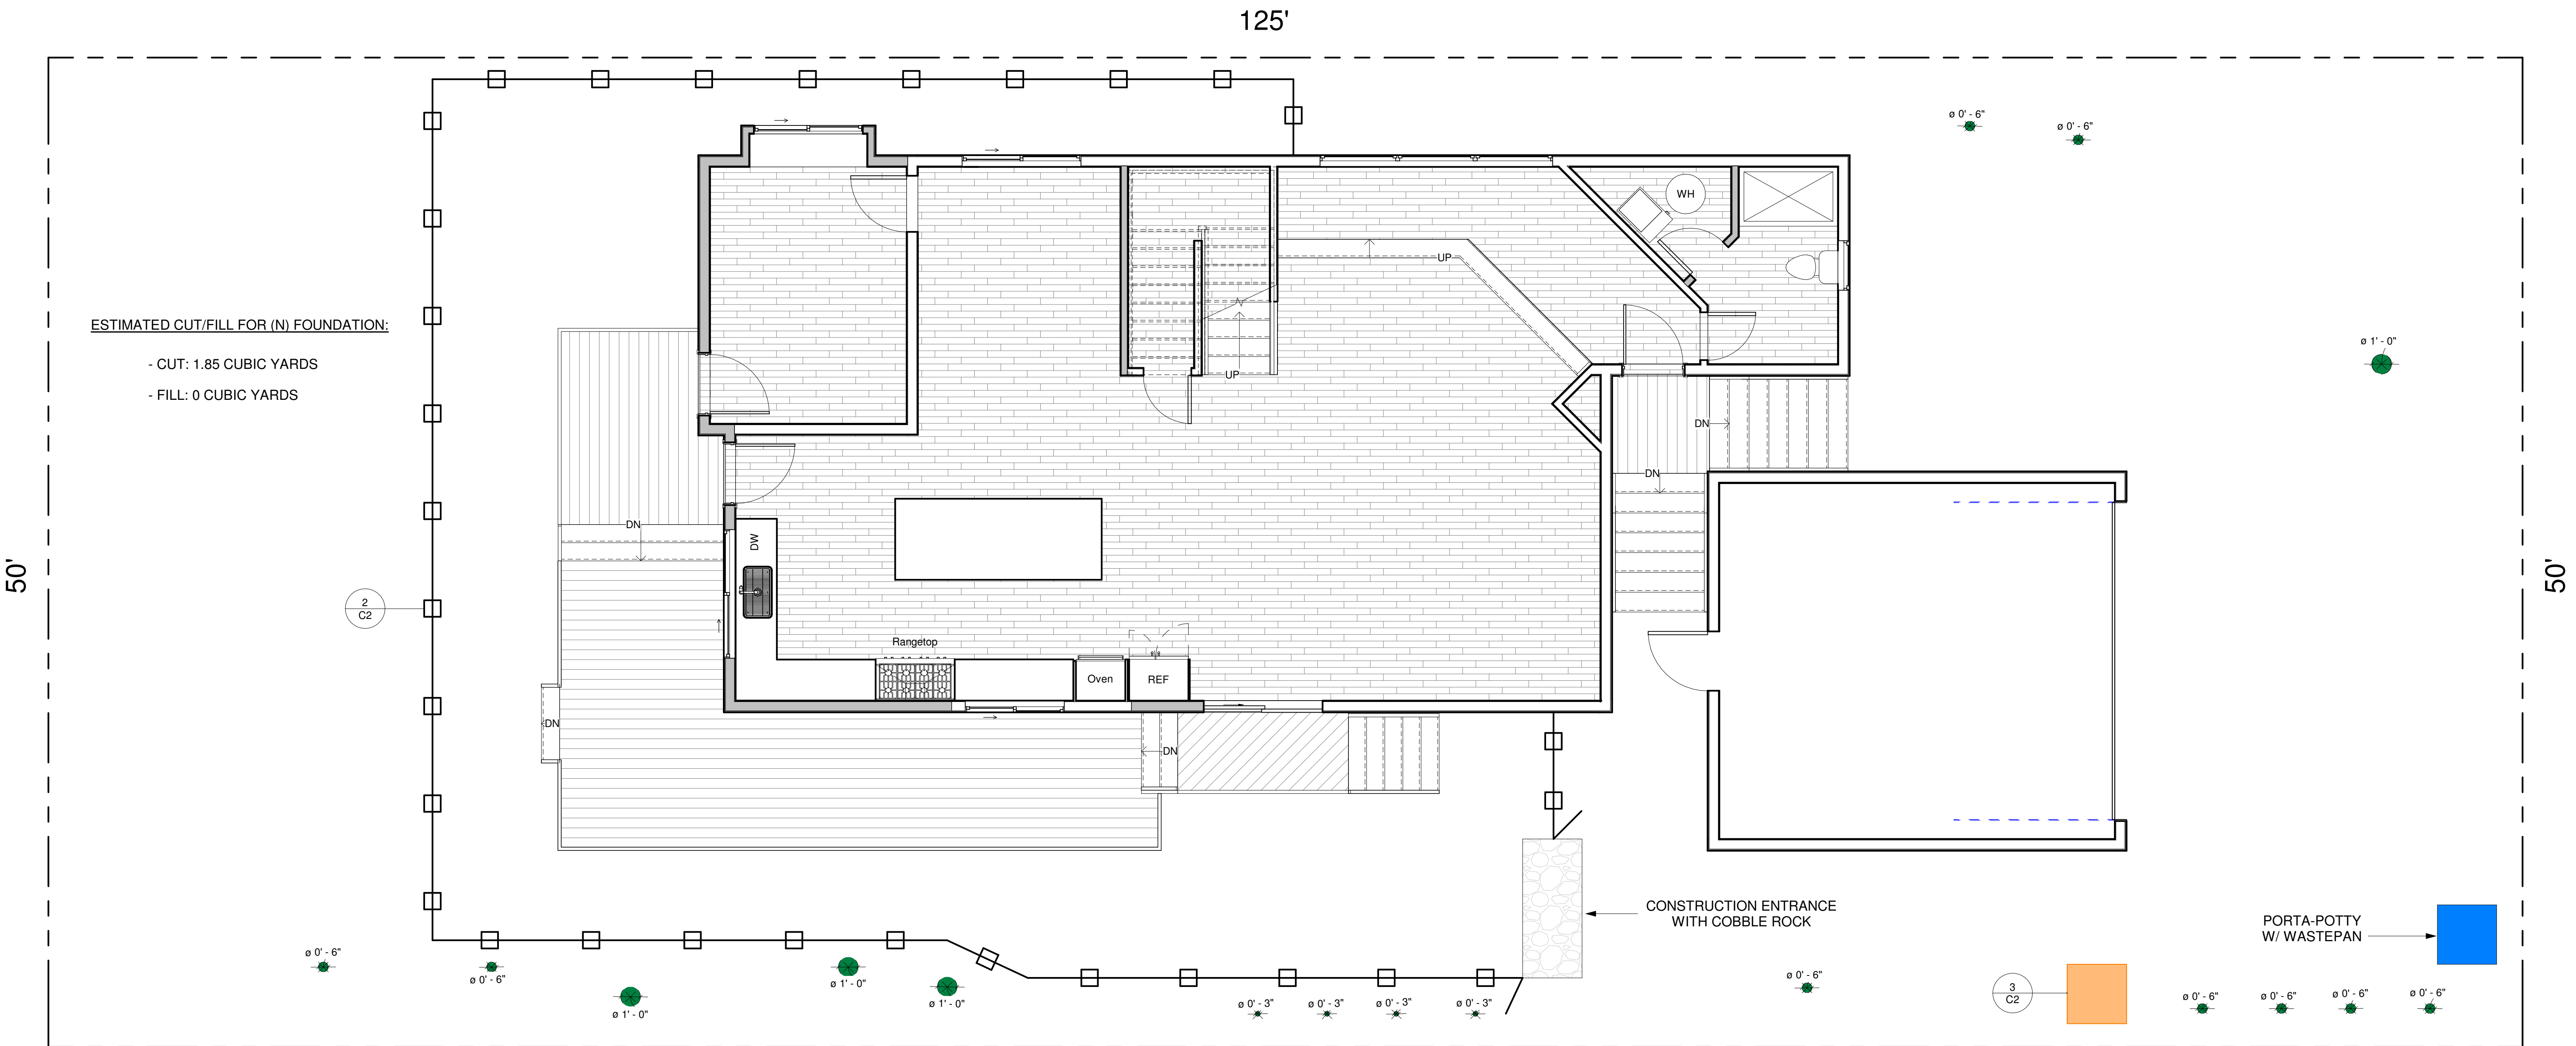 125'
ø 0' - 6"
ø 0' - 6"
WH
UP
ESTIMATED CUT/FILL FOR (N) FOUNDATION:
- CUT: 1.85 CUBIC YARDS
- FILL: 0 CUBIC YARDS
ø 1' - 0"
UP
DN
DN
DN
DW
50'
50'
2
C2
Rangetop
Oven
REF
DN
DN
CONSTRUCTION ENTRANCE
WITH COBBLE ROCK
PORTA-POTTY
W/ WASTEPAN
ø 0' - 6"
ø 0' - 6"
ø 1' - 0"
ø 1' - 0"
ø 1' - 0"
ø 0' - 3"
ø 0' - 3"
ø 0' - 3"
ø 0' - 3"
ø 0' - 6"
3
C2
ø 0' - 6"
ø 0' - 6"
ø 0' - 6"
ø 0' - 6"